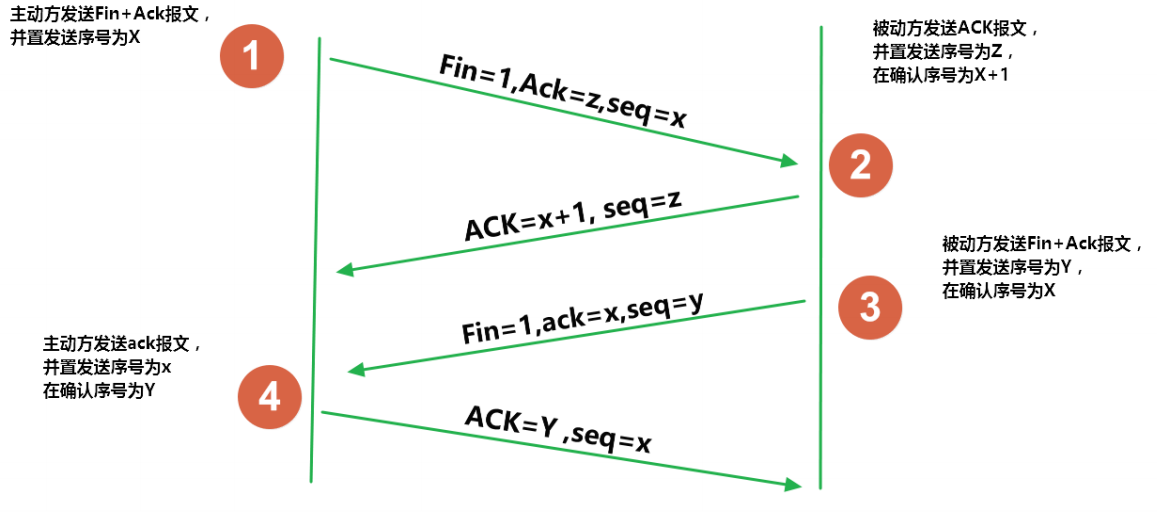 主动方发送Fin+Ack报文，
并置发送序号为X
1
Fin=1,Ack=z,seq=x
被动方发送ACK报文，
并置发送序号为Z，
在确认序号为X+1
2
ACK=x+1, seq=z
被动方发送Fin+Ack报文，
并置发送序号为Y，
在确认序号为X
3
Fin=1,ack=x,seq=y
主动方发送ack报文，
并置发送序号为x
在确认序号为Y
4
ACK=Y ,seq=x